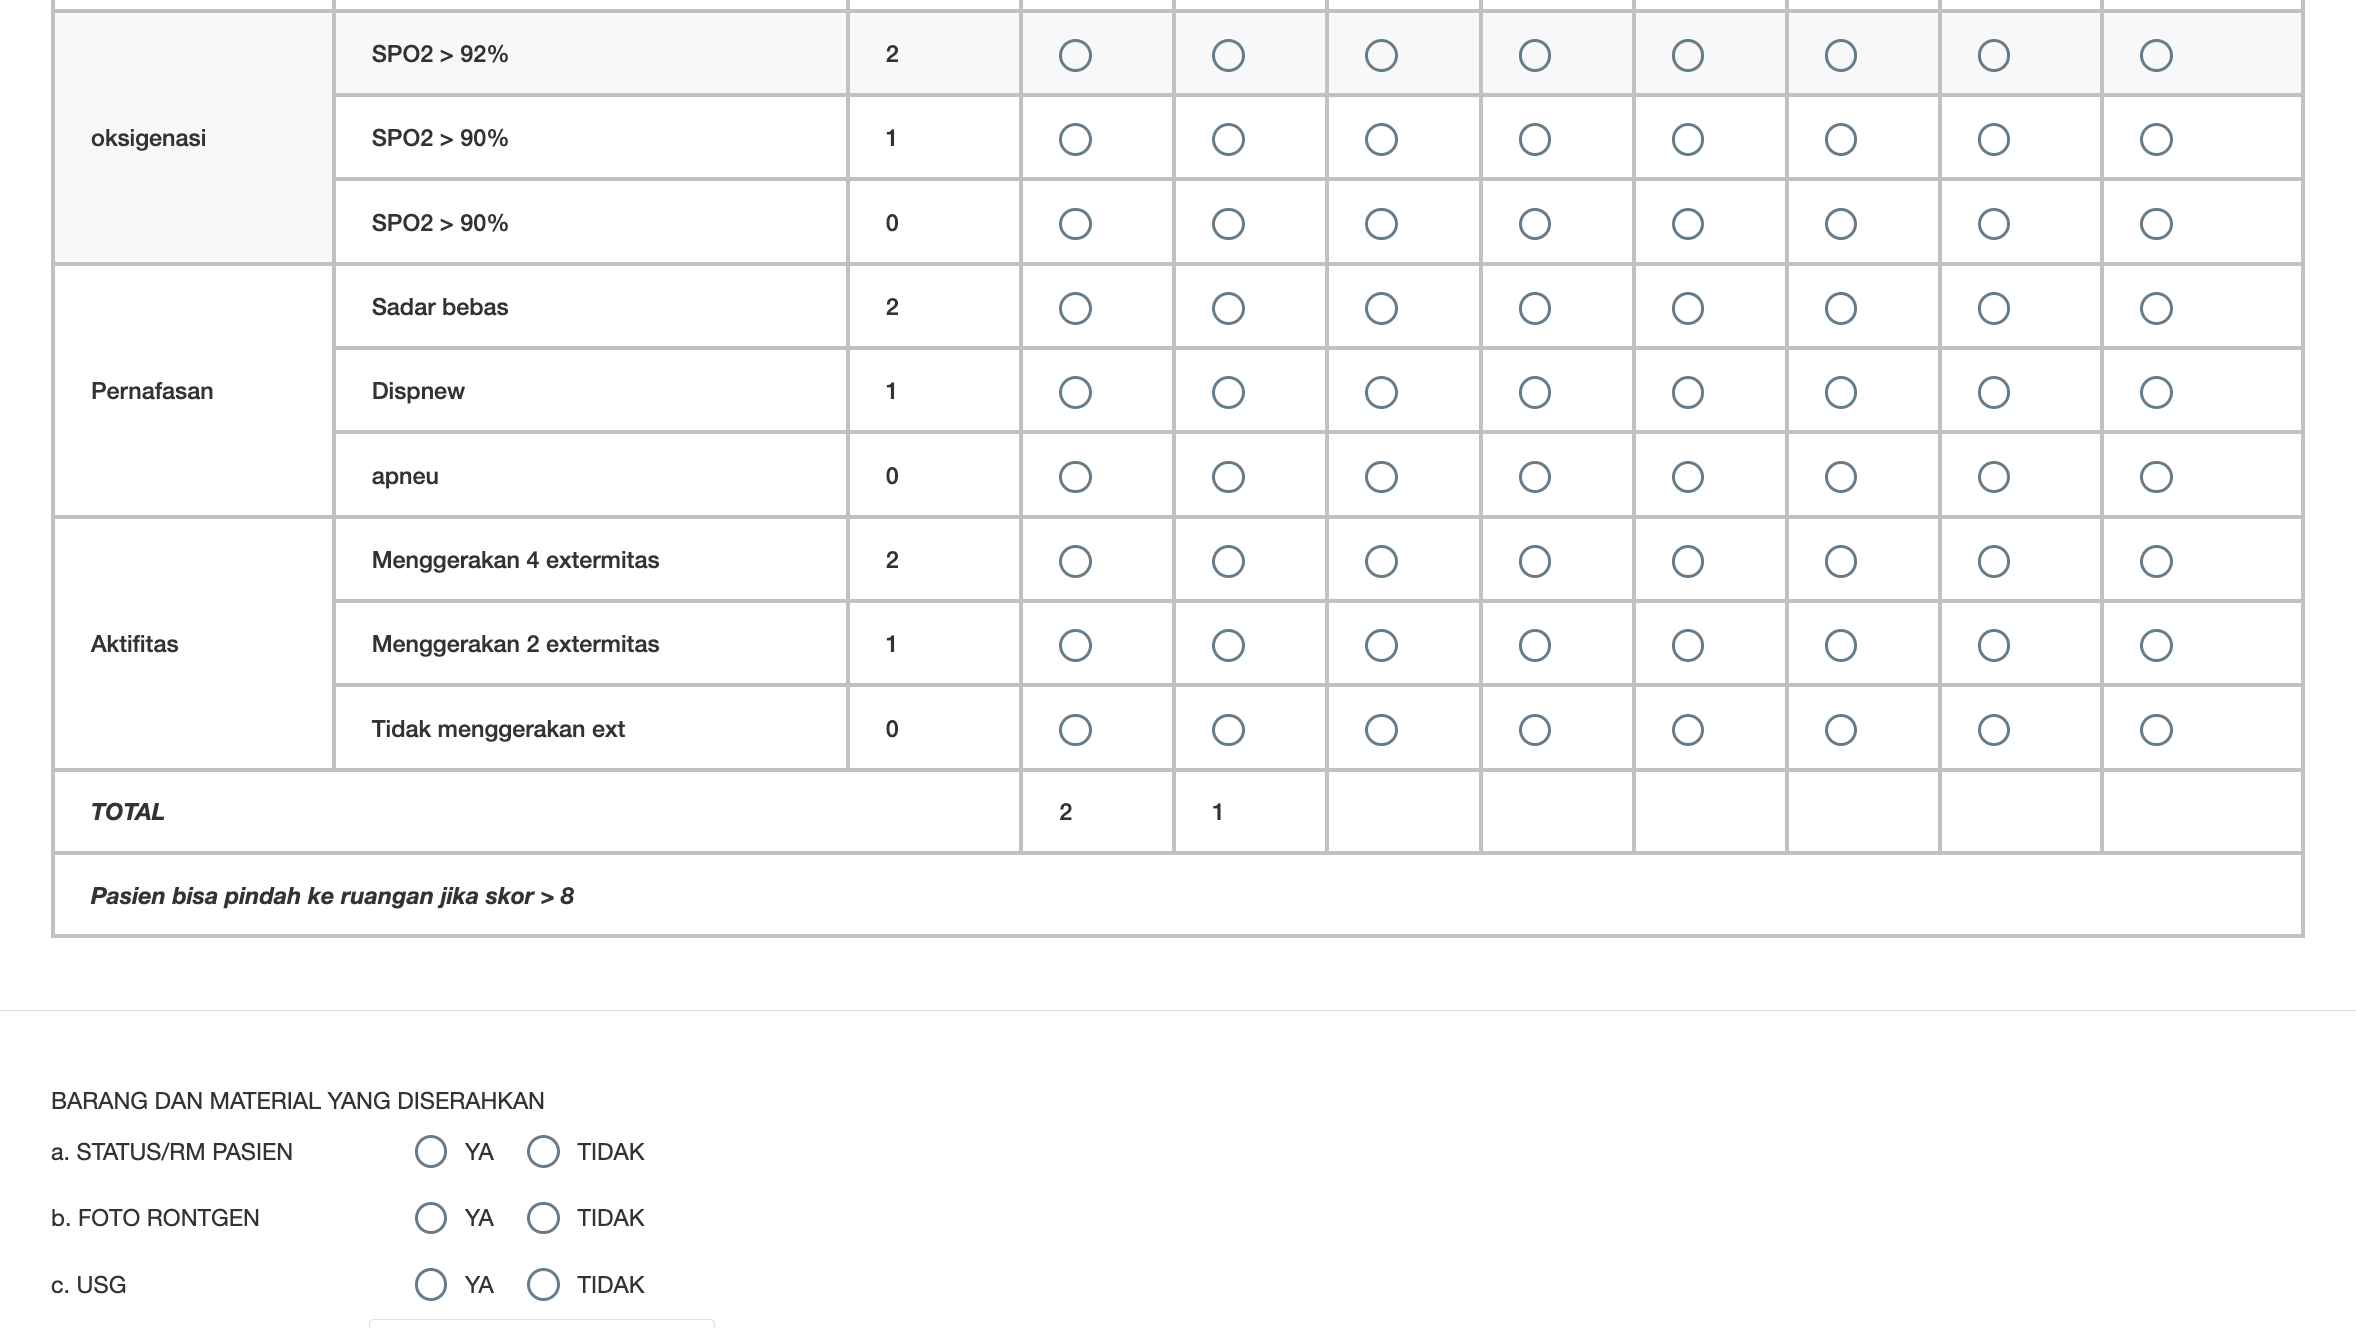 oksigenasi
SPO2 > 92% 2
SPO2 > 90% 1
SPO2 > 90% 0
Pernafasan
Sadar bebas 2
Dispnew 1
apneu 0
Aktifitas
Menggerakan 4 extermitas 2
Menggerakan 2 extermitas 1
Tidak menggerakan ext 0
TOTAL 2 1
Pasien bisa pindah ke ruangan jika skor > 8
BARANG DAN MATERIAL YANG DISERAHKAN
a. STATUS/RM PASIEN YA TIDAK
b. FOTO RONTGEN YA TIDAK
c. USG YA TIDAK